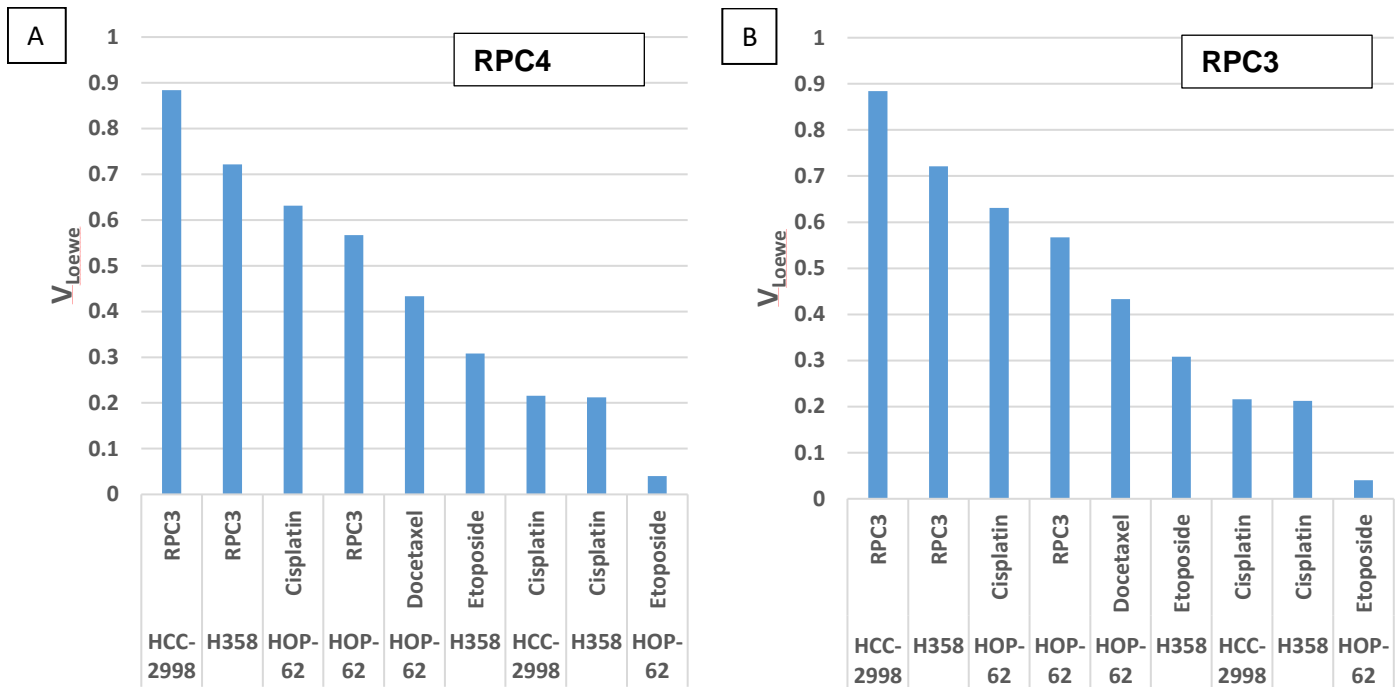 A
RPC4
1
0.9
0.8
0.7
0.6
0.5
0.4
0.3
0.2
0.1
0
V_Loewe
RPC3
RPC3
Cisplatin
RPC3
Docetaxel
Etoposide
Cisplatin
Cisplatin
Etoposide
HCC-
2998
H358
HOP-
62
HOP-
62
HOP-
62
H358
HCC-
2998
H358
HOP-
62
B
RPC3
1
0.9
0.8
0.7
0.6
0.5
0.4
0.3
0.2
0.1
0
V_Loewe
RPC3
RPC3
Cisplatin
RPC3
Docetaxel
Etoposide
Cisplatin
Cisplatin
Etoposide
HCC-
2998
H358
HOP-
62
HOP-
62
HOP-
62
H358
HCC-
2998
H358
HOP-
62